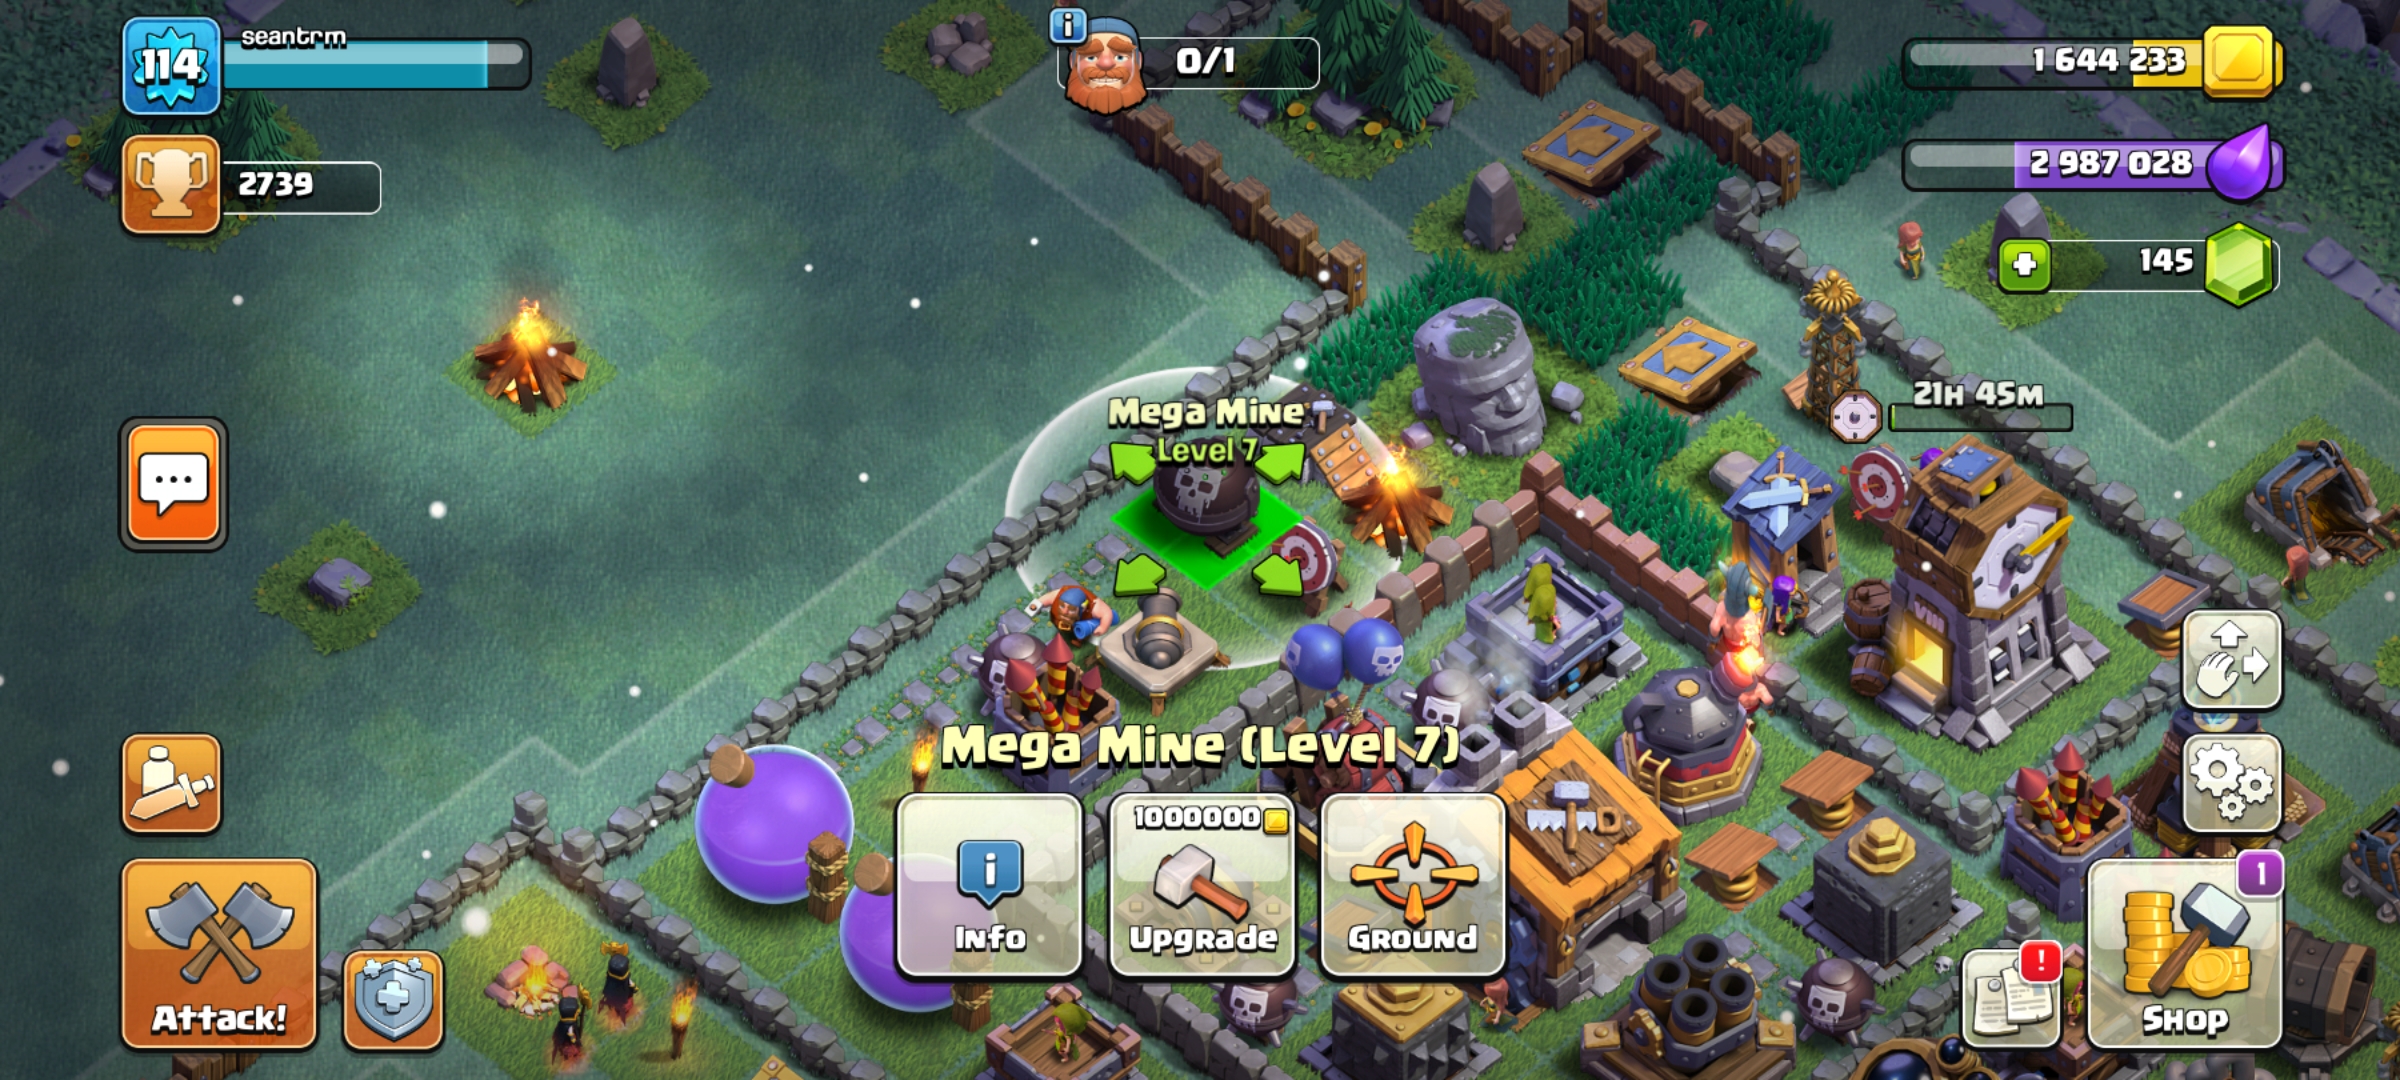 114
seantrm
i
0/1
1 644 233
2739
2 987 028
145
21H 45M
Mega Mine
Level 7
VIII
Mega Mine (Level 7)
1000000
i
Info
Upgrade
Ground
1
!
Attack!
Shop